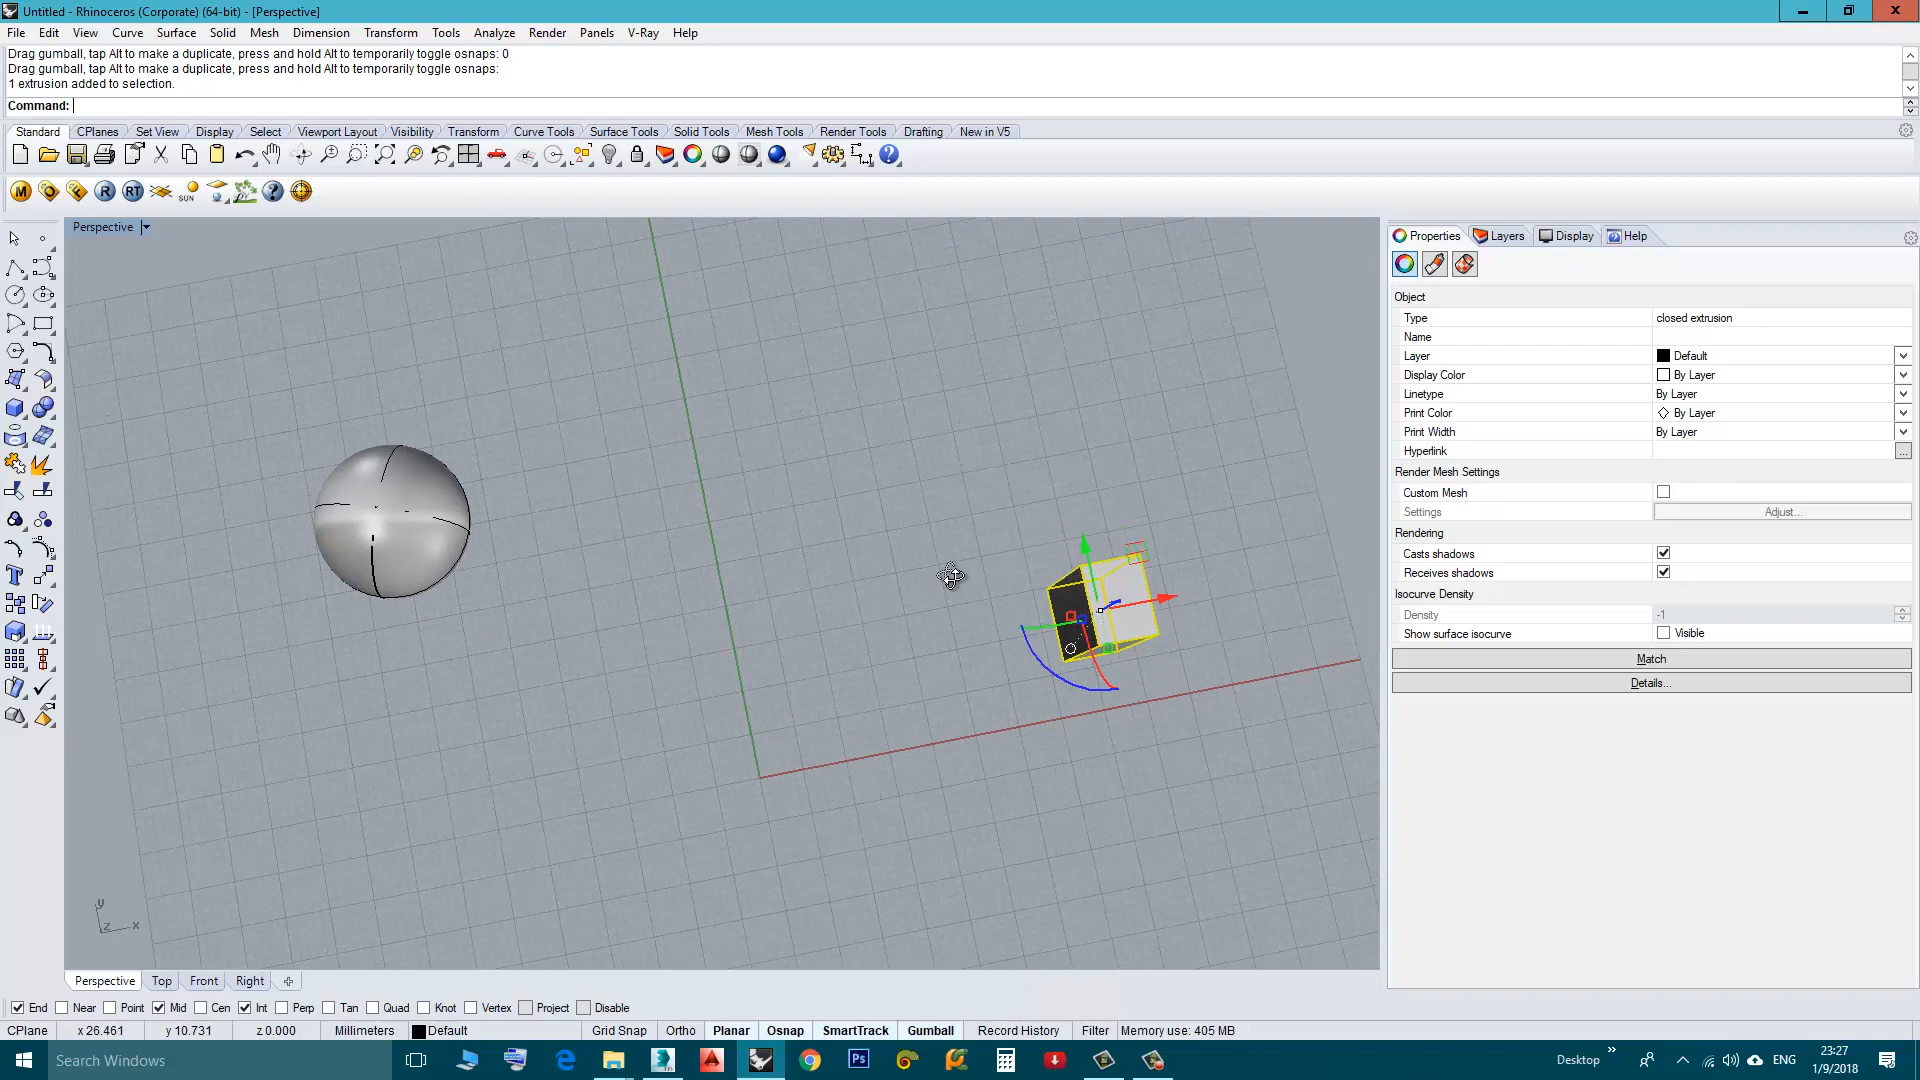 Untitled - Rhinoceros (Corporate) (64-bit) - [Perspective]
File Edit View Curve Surface Solid Mesh Dimension Transform Tools Analyze Render Panels V-Ray Help
Drag gumball, tap Alt to make a duplicate, press and hold Alt to temporarily toggle osnaps: 0
Drag gumball, tap Alt to make a duplicate, press and hold Alt to temporarily toggle osnaps:
1 extrusion added to selection.
Command:
Standard CPlanes Set View Display Select Viewport Layout Visibility Transform Curve Tools Surface Tools Solid Tools Mesh Tools Render Tools Drafting New in V5
M O F R RT SUN
Perspective
Properties Layers Display Help
Object
Type closed extrusion
Name
Layer Default
Display Color By Layer
Linetype By Layer
Print Color By Layer
Print Width By Layer
Hyperlink ...
Render Mesh Settings
Custom Mesh
Settings Adjust...
Rendering
Casts shadows
Receives shadows
Isocurve Density
Density -1
Show surface isocurve Visible
Match
Details...
y
z x
Perspective Top Front Right
End Near Point Mid Cen Int Perp Tan Quad Knot Vertex Project Disable
CPlane x 26.461 y 10.731 z 0.000 Millimeters Default Grid Snap Ortho Planar Osnap SmartTrack Gumball Record History Filter Memory use: 405 MB
Search Windows
Ps
Desktop » ENG
23:27
1/9/2018